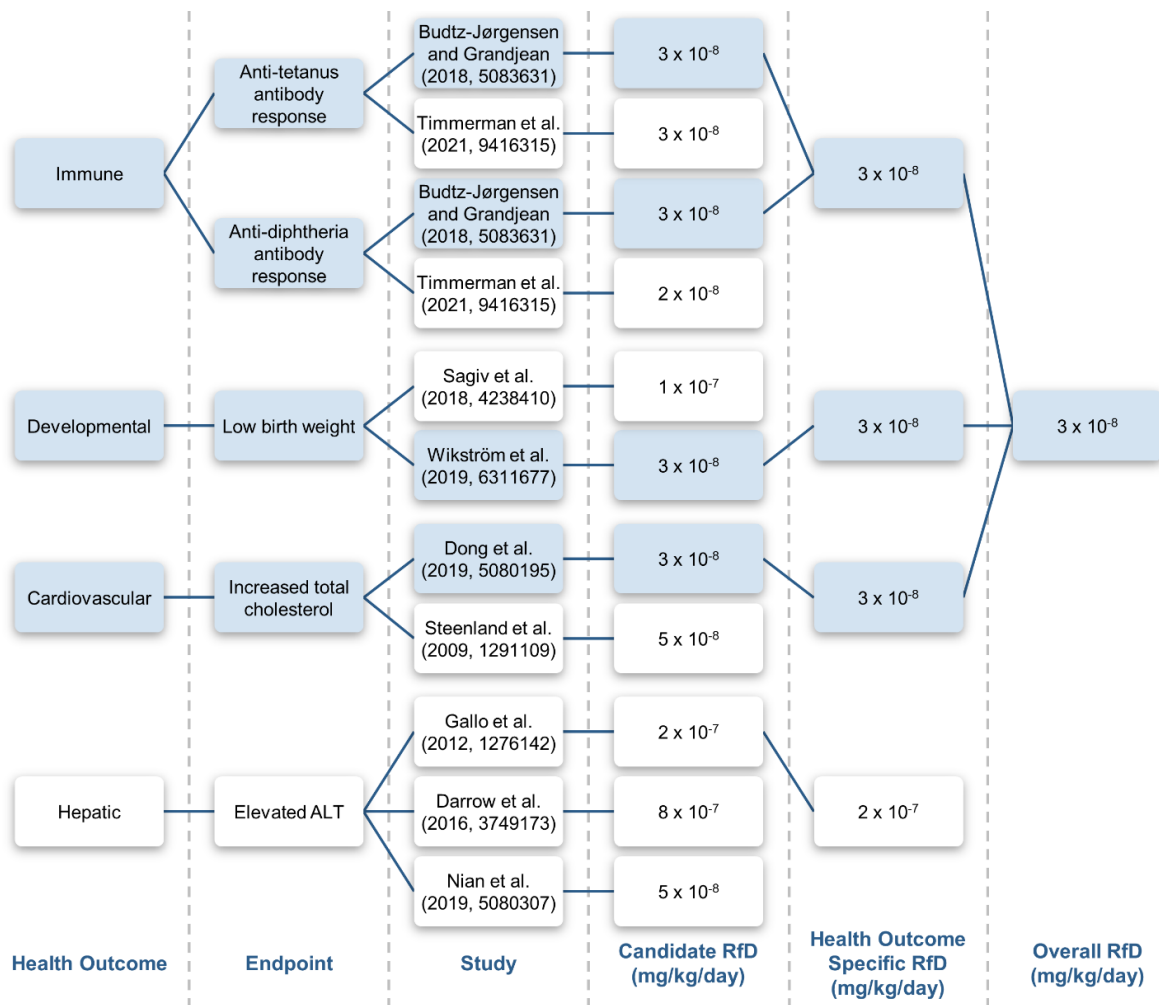 Immune
Anti-tetanus
antibody
response
Budtz-Jørgensen
and Grandjean
(2018, 5083631)
3 x 10⁻⁸
Timmerman et al.
(2021, 9416315)
3 x 10⁻⁸
Anti-diphtheria
antibody
response
Budtz-Jørgensen
and Grandjean
(2018, 5083631)
3 x 10⁻⁸
Timmerman et al.
(2021, 9416315)
2 x 10⁻⁸
3 x 10⁻⁸
Developmental
Low birth weight
Sagiv et al.
(2018, 4238410)
1 x 10⁻⁷
Wikström et al.
(2019, 6311677)
3 x 10⁻⁸
3 x 10⁻⁸
3 x 10⁻⁸
Cardiovascular
Increased total
cholesterol
Dong et al.
(2019, 5080195)
3 x 10⁻⁸
Steenland et al.
(2009, 1291109)
5 x 10⁻⁸
3 x 10⁻⁸
Hepatic
Elevated ALT
Gallo et al.
(2012, 1276142)
2 x 10⁻⁷
Darrow et al.
(2016, 3749173)
8 x 10⁻⁷
Nian et al.
(2019, 5080307)
5 x 10⁻⁸
2 x 10⁻⁷
Health Outcome
Endpoint
Study
Candidate RfD
(mg/kg/day)
Health Outcome
Specific RfD
(mg/kg/day)
Overall RfD
(mg/kg/day)